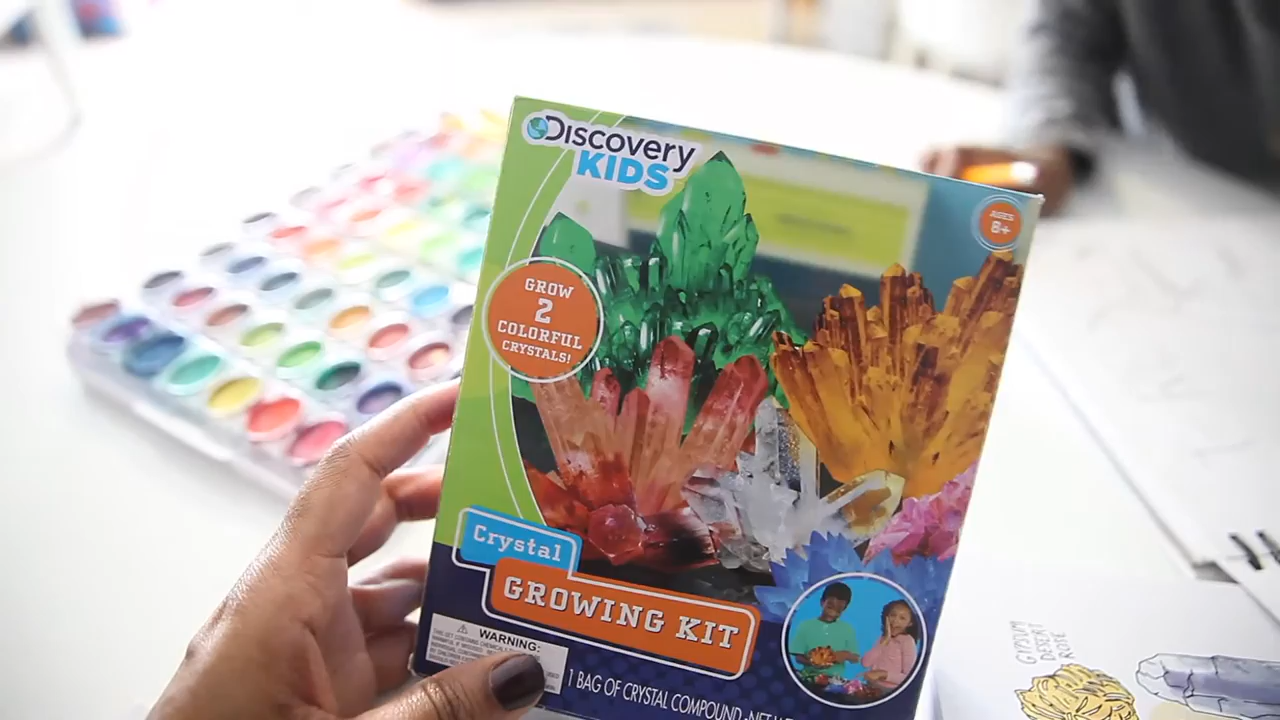 DISCOVERY
KIDS
AGES
8+
GROW
2
COLORFUL
CRYSTALS!
Crystal
GROWING KIT
WARNING:
1 BAG OF CRYSTAL COMPOUND
GYPSUM
DESERT
ROSE